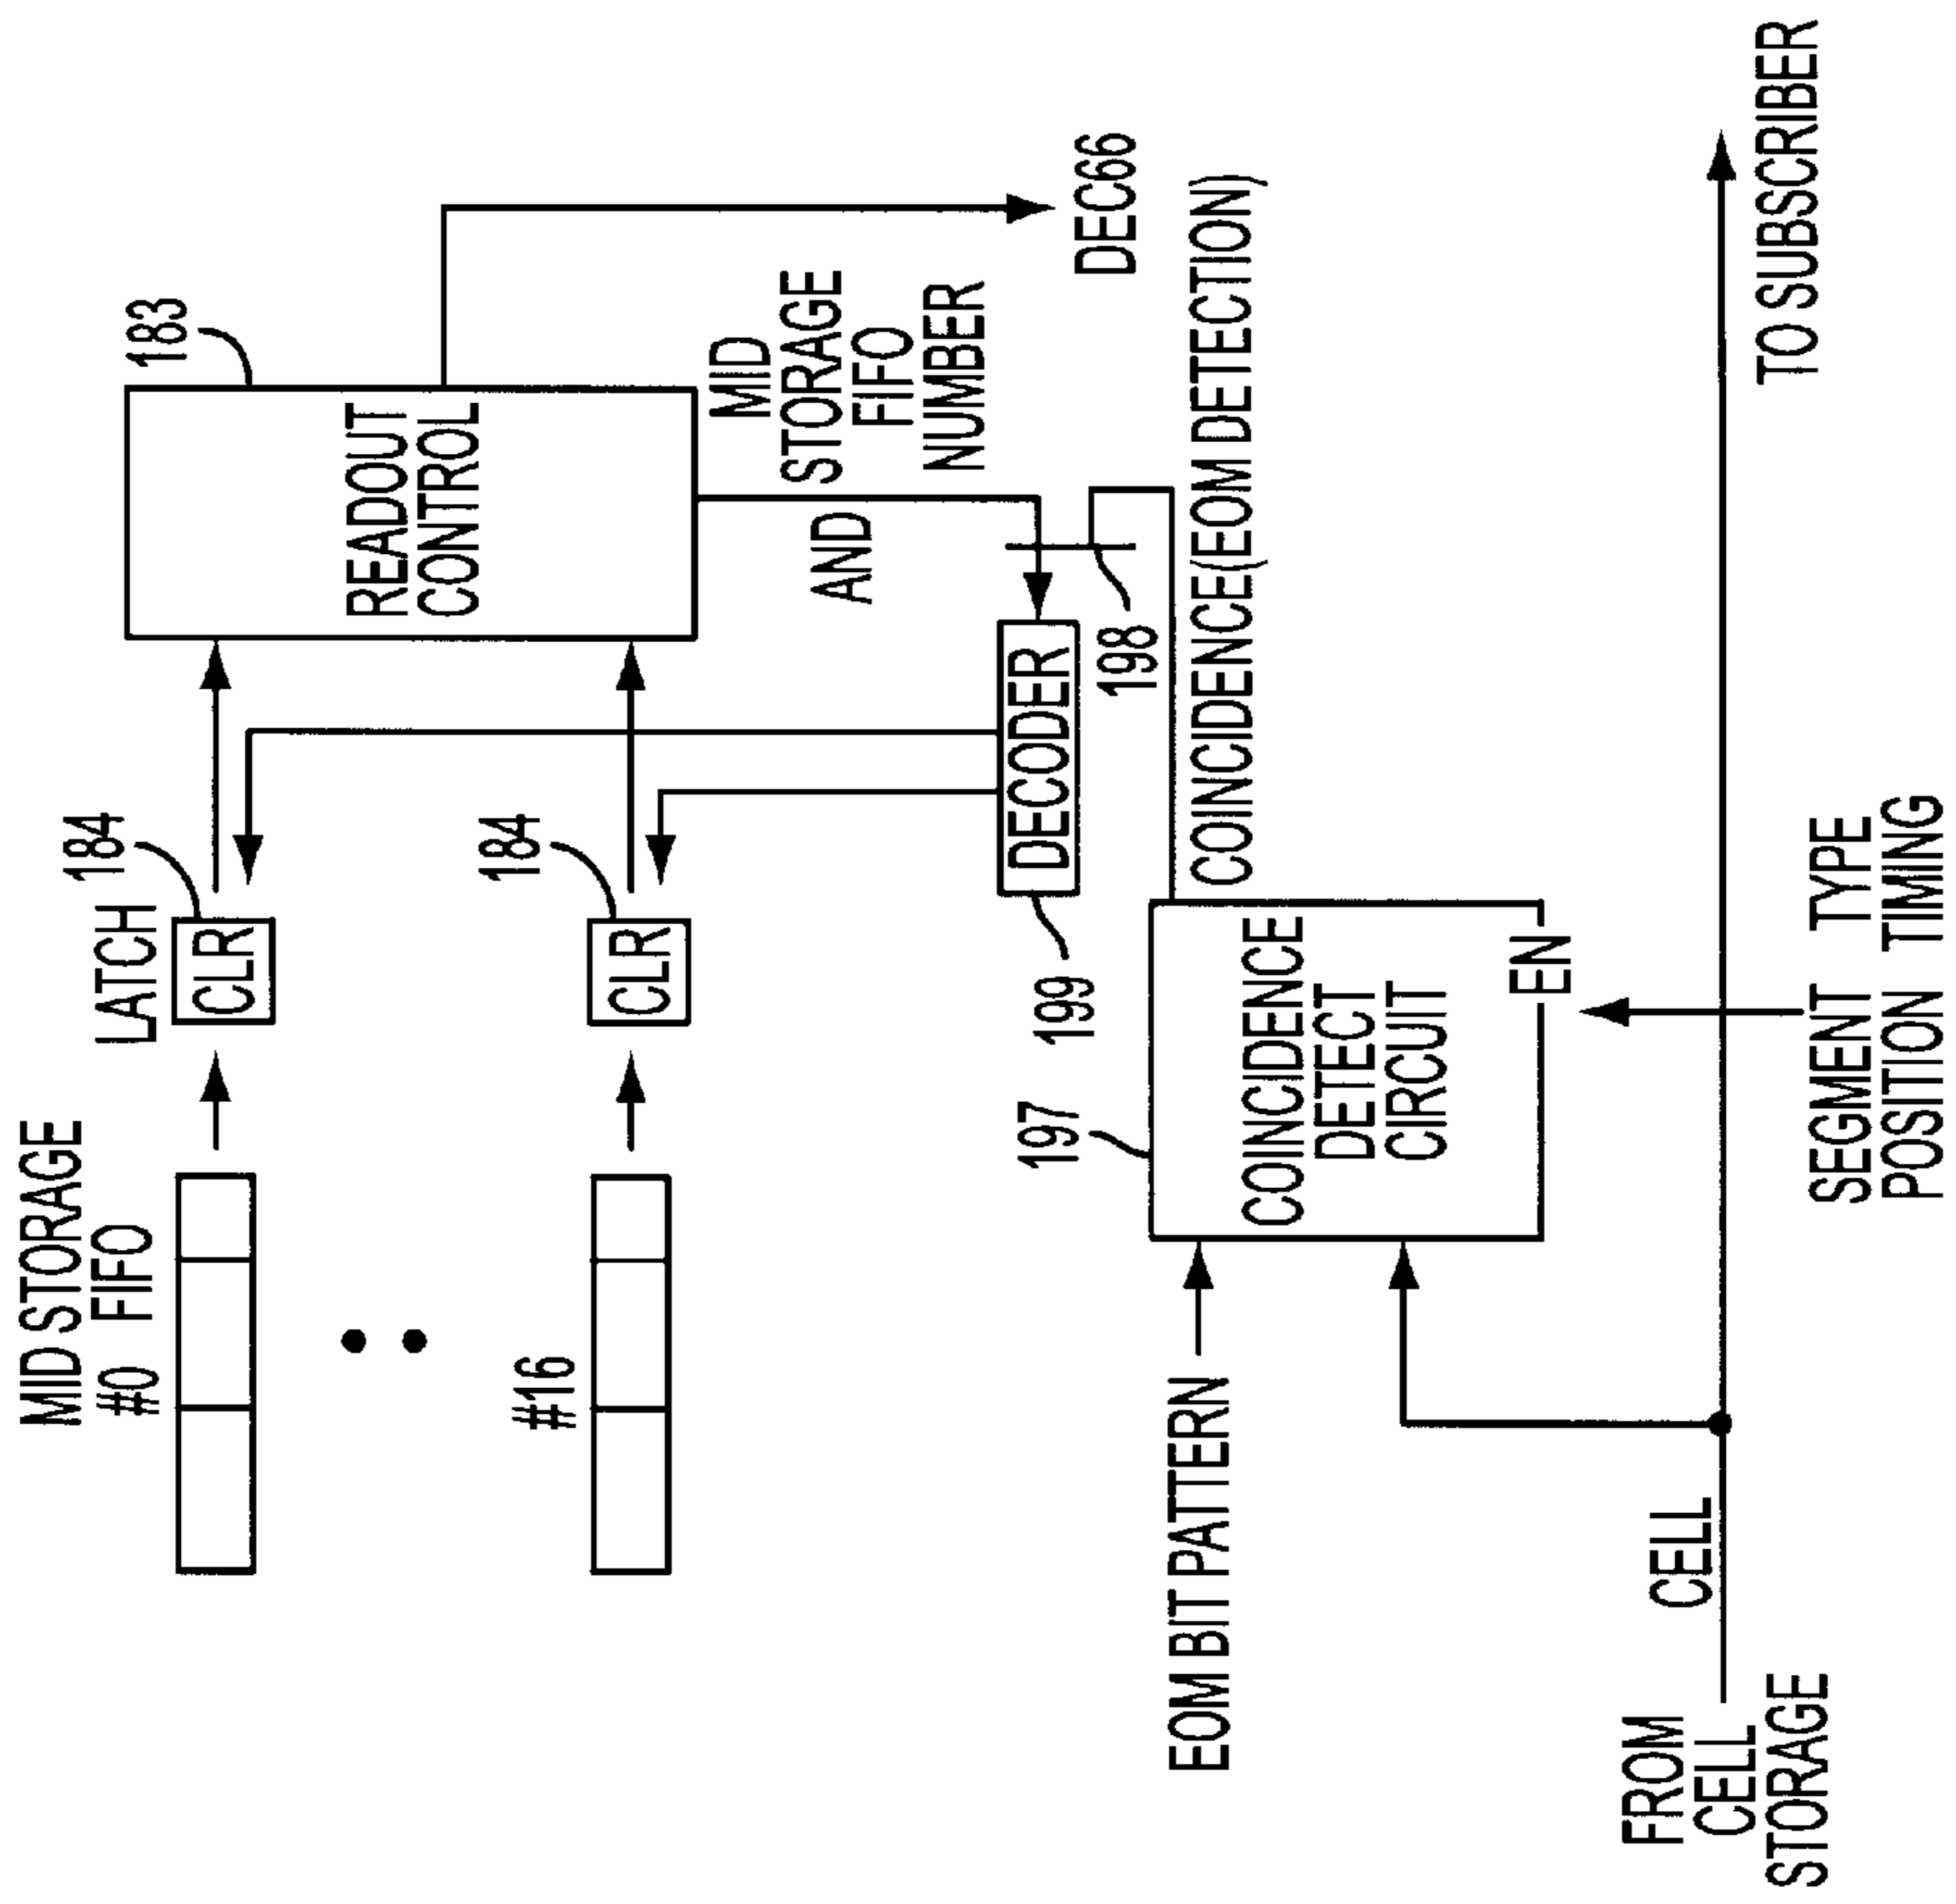 MID STORAGE
FIFO
#0
LATCH
184
CLR
183
READOUT
CONTROL
#16
184
CLR
MID
STORAGE
FIFO
NUMBER
AND
DECODER
199
198
DEC66
COINCIDENCE(EOM DETECTION)
197
EOM BIT PATTERN
COINCIDENCE
DETECT
CIRCUIT
EN
FROM
CELL
STORAGE
CELL
SEGMENT TYPE
POSITION TIMING
TO SUBSCRIBER